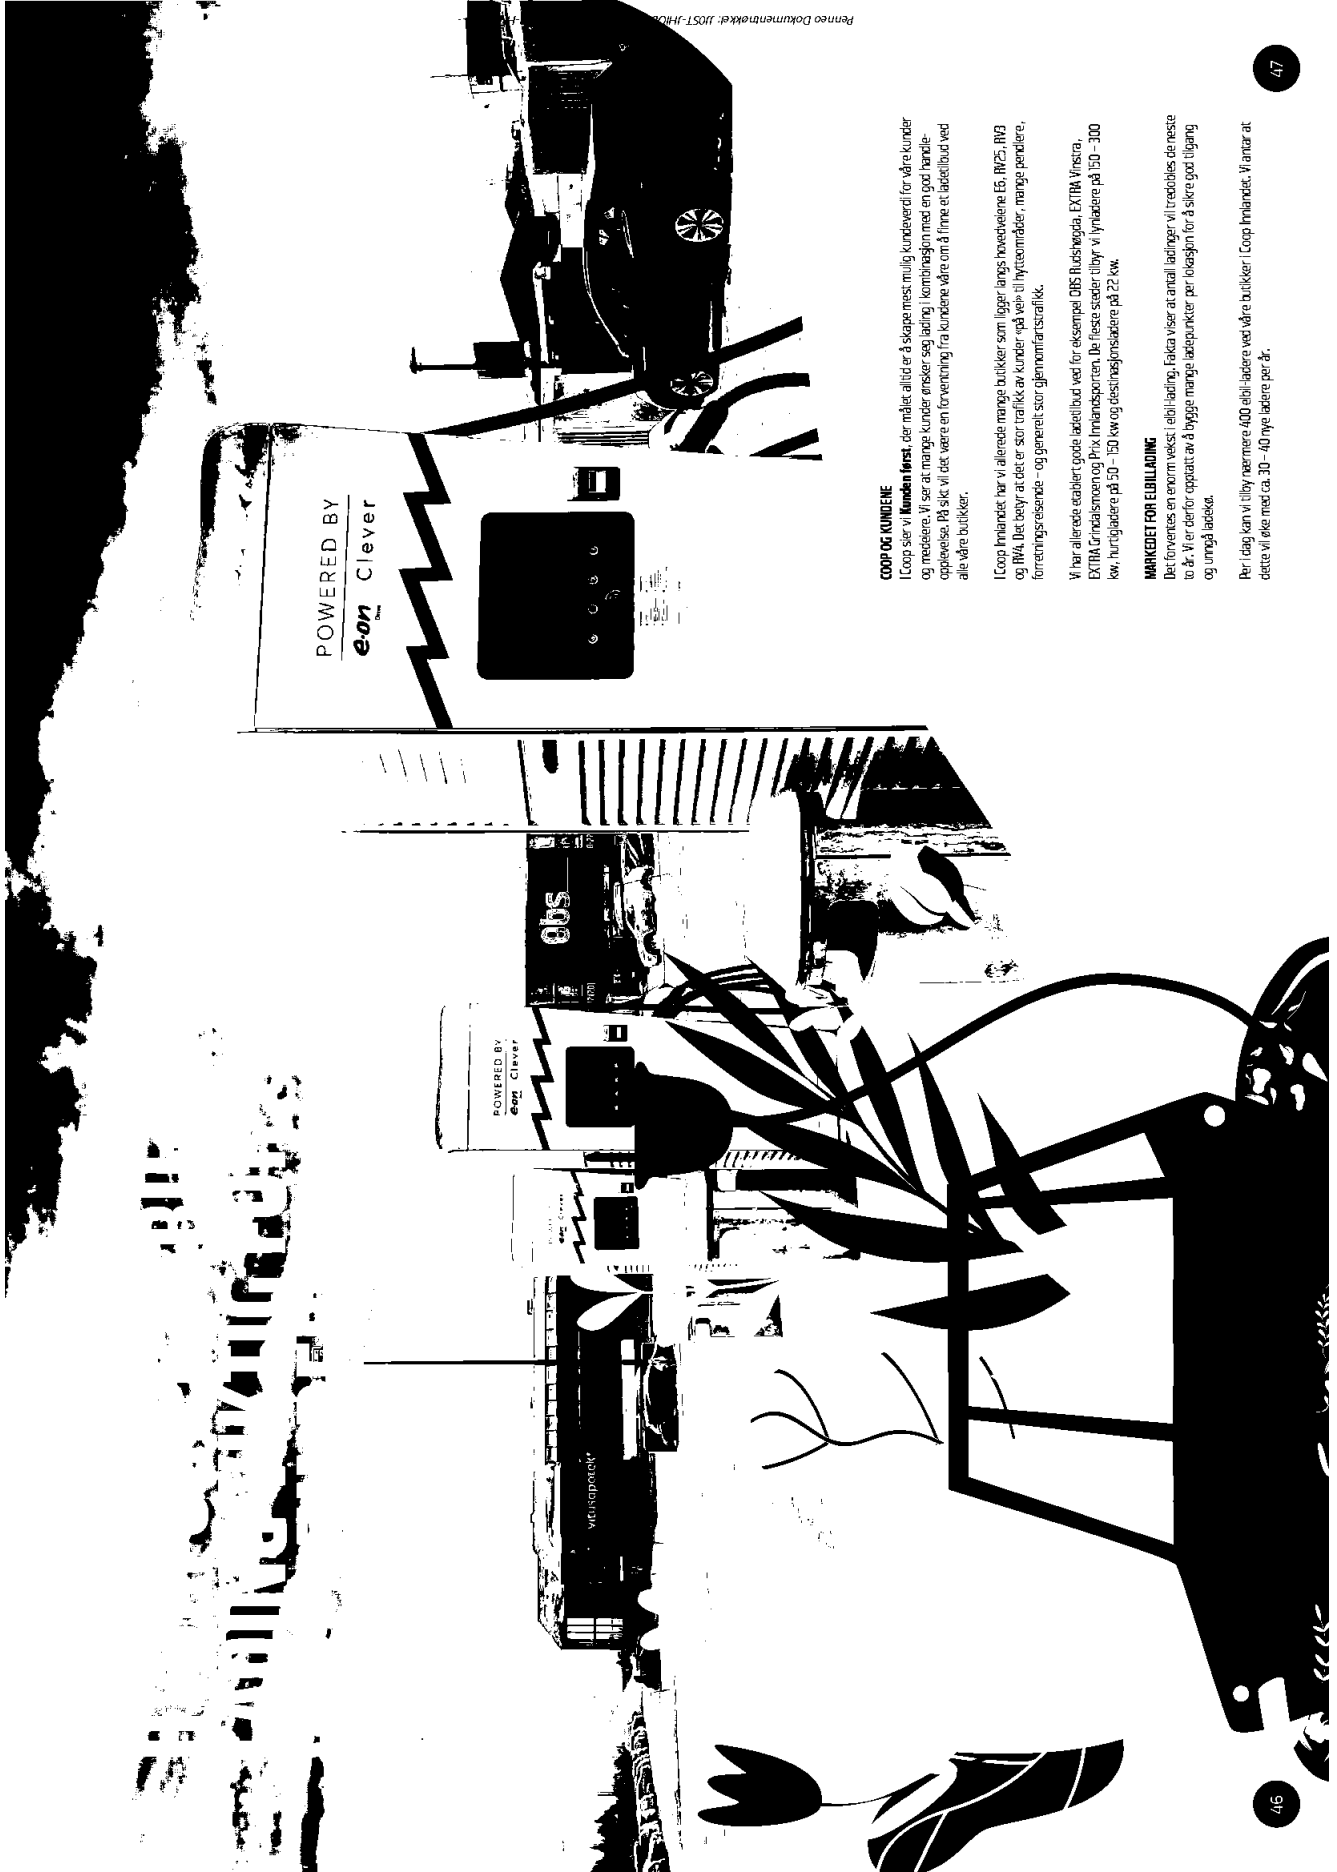 POWERED BY
e·on Clever
Drive
POWERED BY
e·on Clever
e·on Clever
obs
vitusapotek
COOP OG KUNDENE
I Coop sier vi Kunden først, der målet alltid er å skape mest mulig kundeverdi for våre kunder
og medeiere. Vi ser at mange kunder ønsker seg lading i kombinasjon med en god handle-
opplevelse. På sikt vil det være en forventning fra kundene våre om å finne et ladetilbud ved
alle våre butikker.
I Coop Innlandet har vi allerede mange butikker som ligger langs hovedveiene E6, RV25, RV3
og RV4. Det betyr at det er stor trafikk av kunder «på vei» til hytteområder, mange pendlere,
forretningsreisende – og generelt stor gjennomfartstrafikk.
Vi har allerede etablert gode ladetilbud ved for eksempel OBS Rudshøgda, EXTRA Vinstra,
EXTRA Grindalsmoen og Prix Innlandsporten. De fleste steder tilbyr vi lynladere på 150 – 300
kw, hurtigladere på 50 – 150 kw og destinasjonsladere på 22 kw.
MARKEDET FOR ELBILLADING
Det forventes en enorm vekst i elbil-lading. Fakta viser at antall ladinger vil tredobles de neste
to år. Vi er derfor opptatt av å bygge mange ladepunkter per lokasjon for å sikre god tilgang
og unngå ladekø.
Per i dag kan vi tilby nærmere 400 elbil-ladere ved våre butikker i Coop Innlandet. Vi antar at
dette vil øke med ca. 30 – 40 nye ladere per år.
46
47
Penneo Dokumentnøkkel: